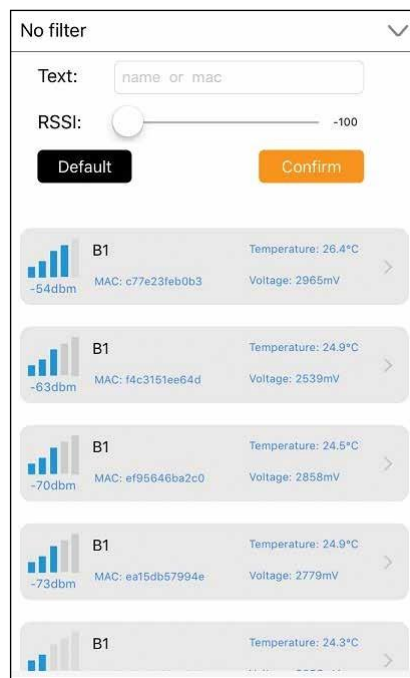 No filter
Text: name or mac
RSSI: -100
Default Confirm
B1 Temperature: 26.4°C
MAC: c77e23feb0b3 Voltage: 2965mV
-54dbm
B1 Temperature: 24.9°C
MAC: f4c3151ee64d Voltage: 2539mV
-63dbm
B1 Temperature: 24.5°C
MAC: ef95646ba2c0 Voltage: 2858mV
-70dbm
B1 Temperature: 24.9°C
MAC: ea15db57994e Voltage: 2779mV
-73dbm
B1 Temperature: 24.3°C